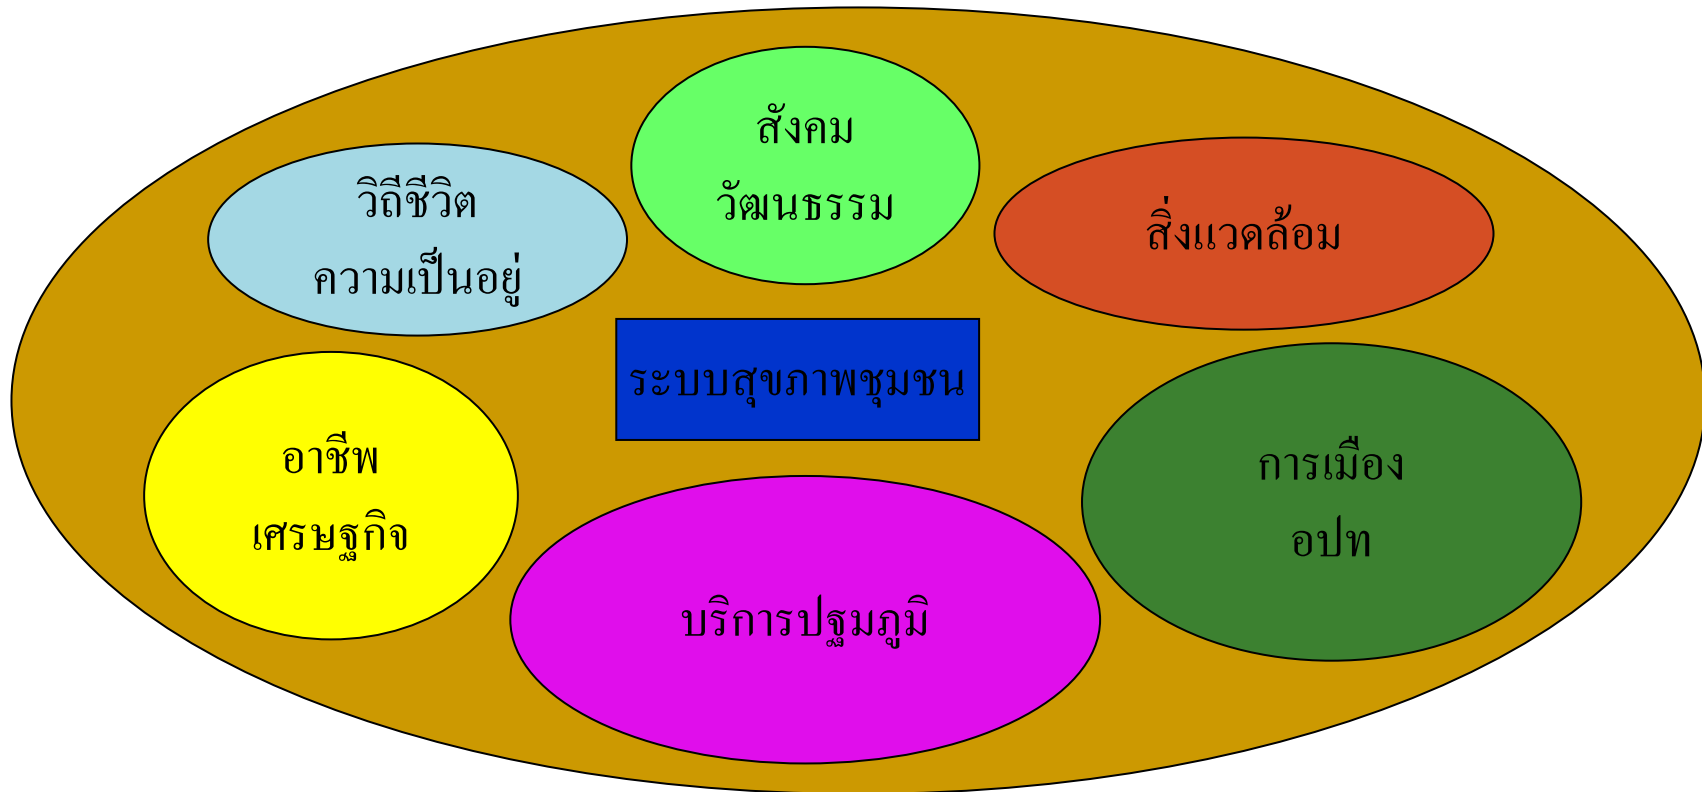 สังคม
วัฒนธรรม
วิถีชีวิต
ความเป็นอยู่
สิ่งแวดล้อม
ระบบสุขภาพชุมชน
อาชีพ
เศรษฐกิจ
การเมือง
อปท
บริการปฐมภูมิ